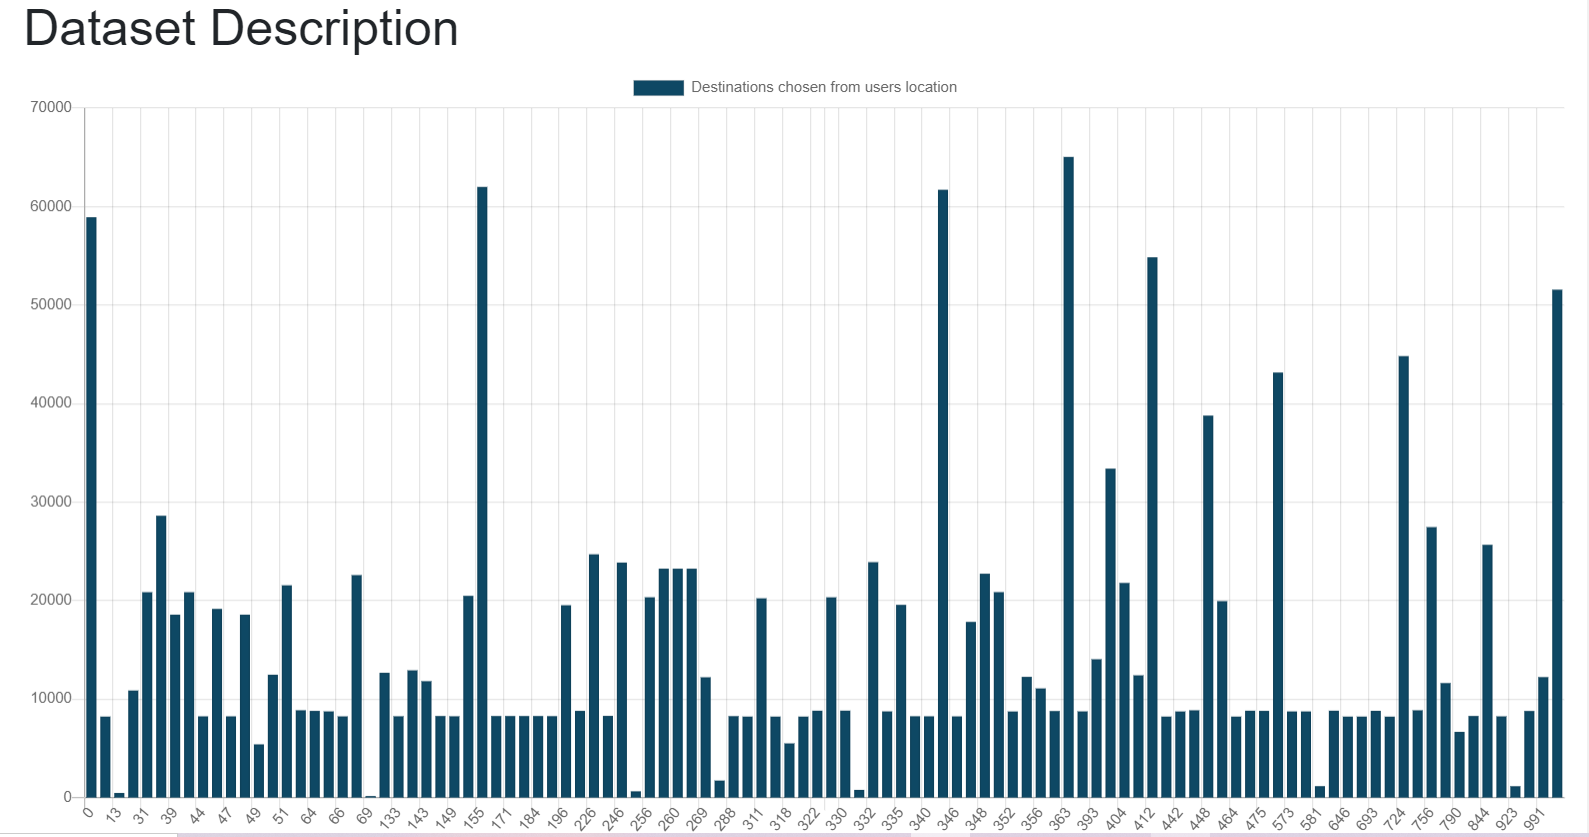 Dataset Description
Destinations chosen from users location
70000
60000
50000
40000
30000
20000
10000
0
0 13 31 39 44 47 49 51 64 66 69 133 143 149 155 171 184 196 226 246 256 260 269 288 311 318 322 330 332 335 340 346 348 352 356 363 393 404 412 442 448 464 475 573 581 646 693 724 756 790 844 923 991